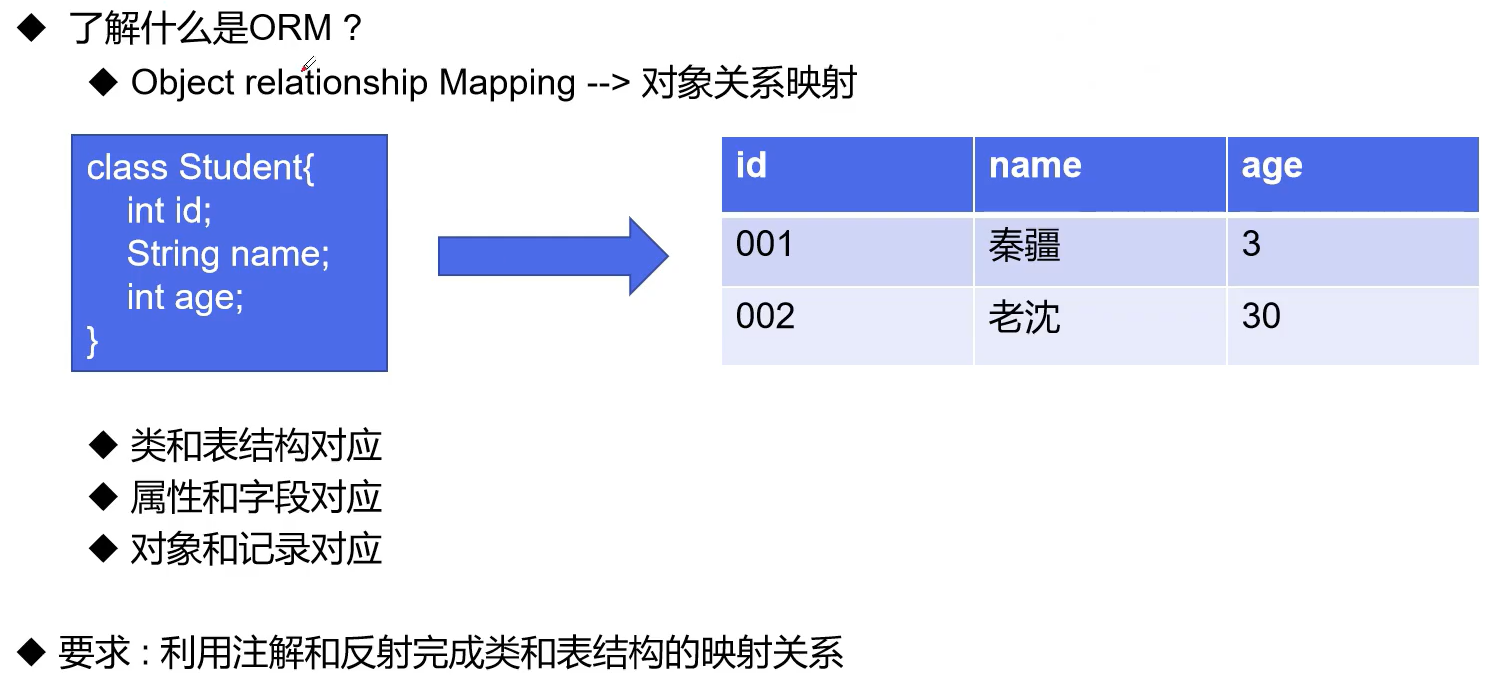 ◆ 了解什么是ORM？
◆ Object relationship Mapping --> 对象关系映射
class Student{
int id;
String name;
int age;
}
id name age
001 秦疆 3
002 老沈 30
◆ 类和表结构对应
◆ 属性和字段对应
◆ 对象和记录对应
◆ 要求 : 利用注解和反射完成类和表结构的映射关系